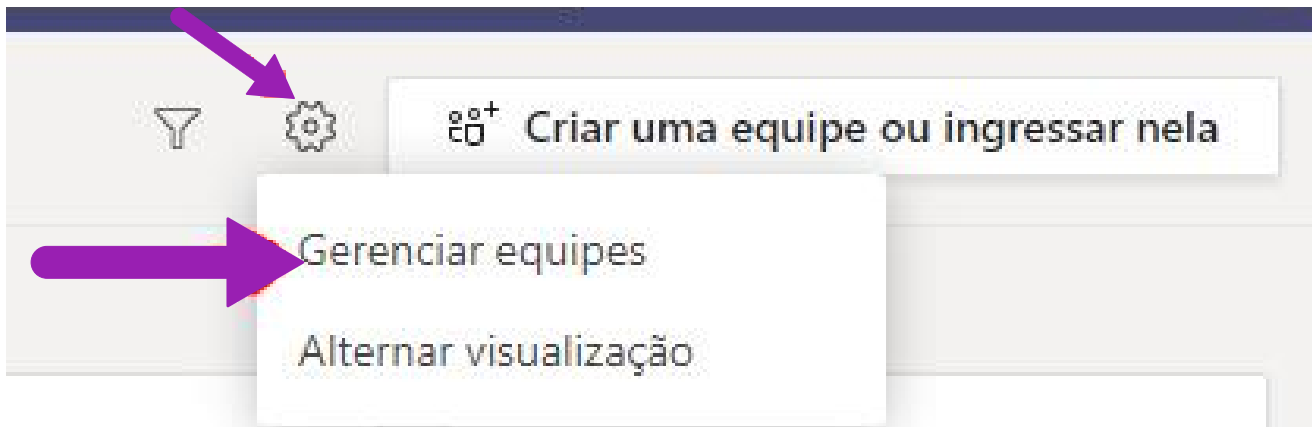 Criar uma equipe ou ingressar nela
Gerenciar equipes
Alternar visualização